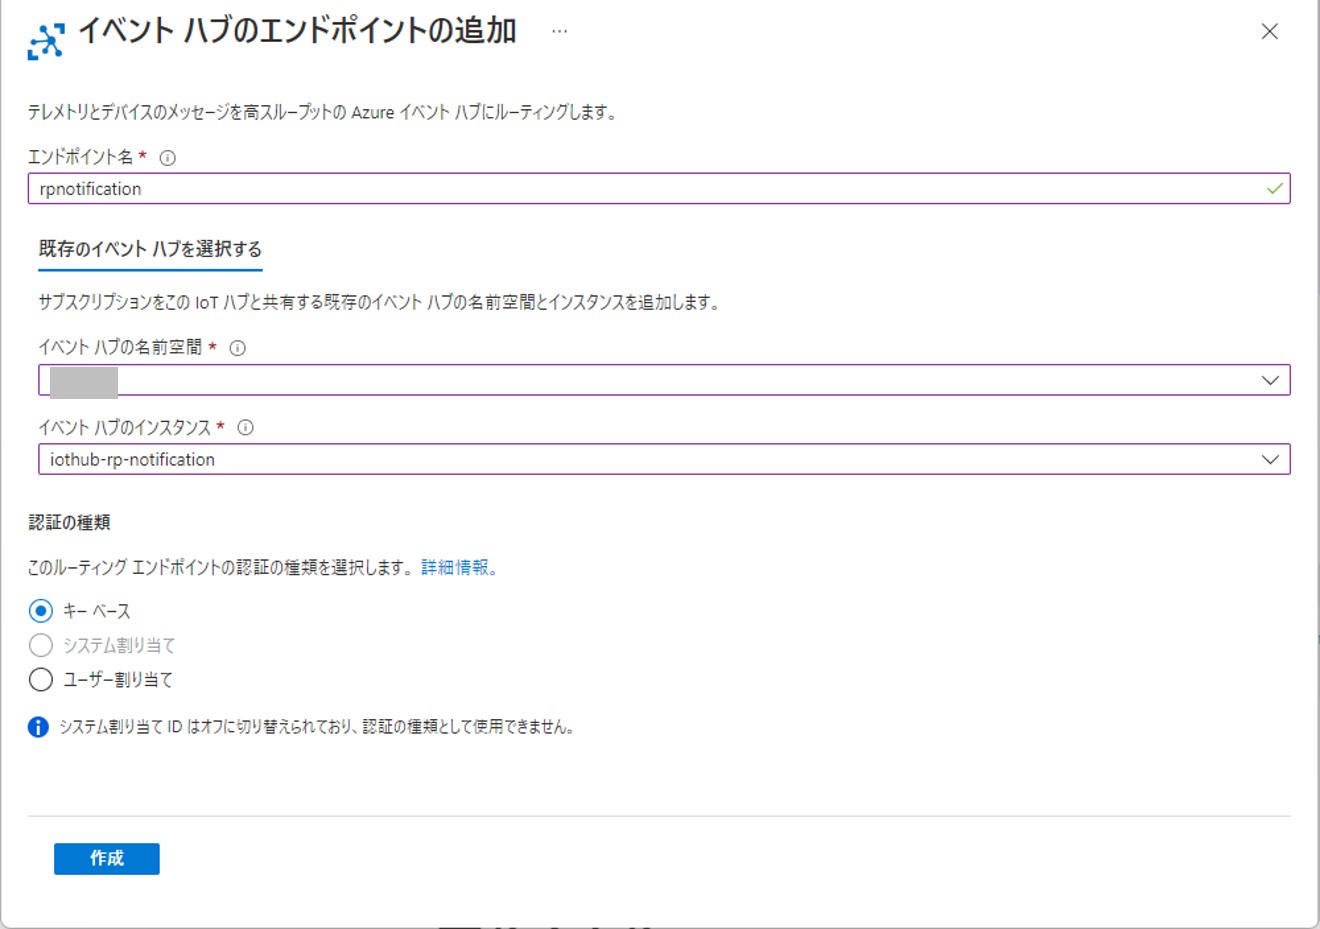 イベント ハブのエンドポイントの追加 …
テレメトリとデバイスのメッセージを高スループットの Azure イベント ハブにルーティングします。
エンドポイント名 *
rpnotification
既存のイベント ハブを選択する
サブスクリプションをこの IoT ハブと共有する既存のイベント ハブの名前空間とインスタンスを追加します。
イベント ハブの名前空間 *
イベント ハブのインスタンス *
iothub-rp-notification
認証の種類
このルーティング エンドポイントの認証の種類を選択します。 詳細情報。
キー ベース
システム割り当て
ユーザー割り当て
システム割り当て ID はオフに切り替えられており、認証の種類として使用できません。
作成